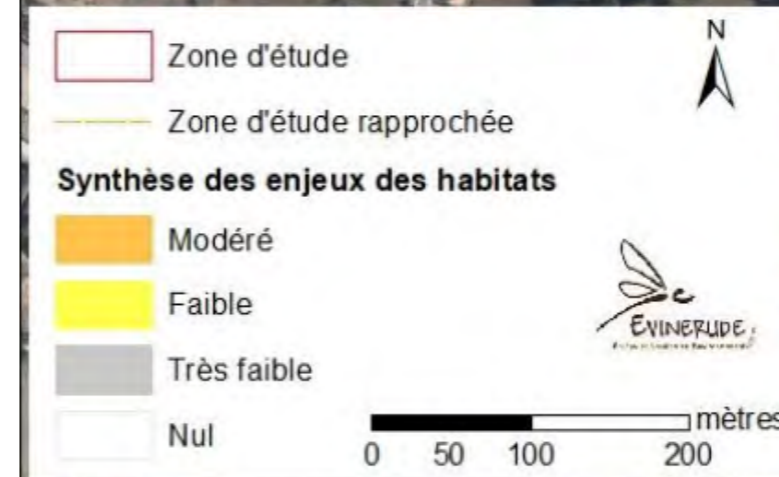 N
Zone d'étude
Zone d'étude rapprochée
Synthèse des enjeux des habitats
Modéré
Faible
Très faible
Nul
EVINERUDE
mètres
0 50 100 200